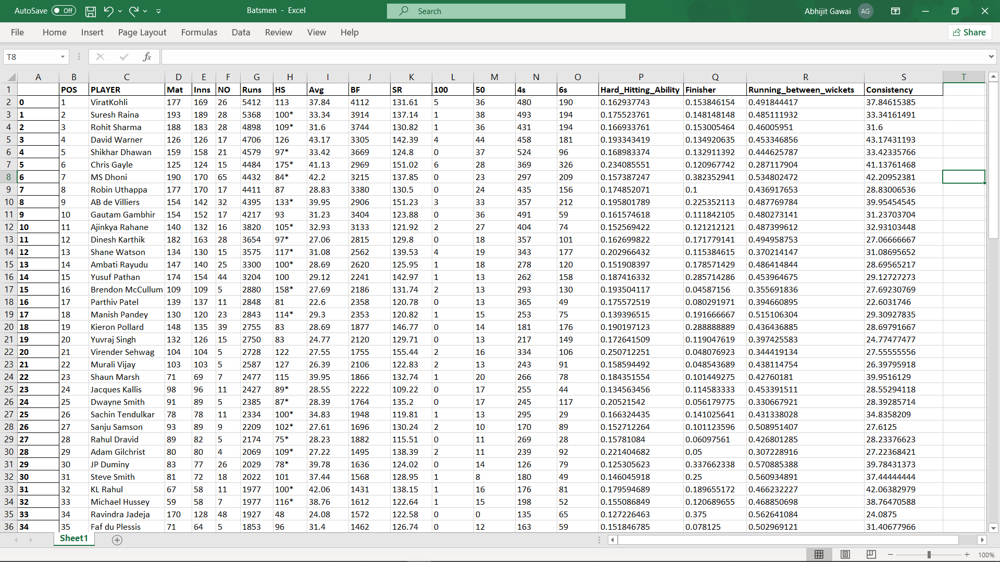 AutoSave Off Batsmen - Excel Search Abhijit Gawai AG
File Home Insert Page Layout Formulas Data Review View Help Share
T8 fx
A B C D E F G H I J K L M N O P Q R S T
1 POS PLAYER Mat Inns NO Runs HS Avg BF SR 100 50 4s 6s Hard_Hitting_Ability Finisher Running_between_wickets Consistency
2 0 1 ViratKohli 177 169 26 5412 113 37.84 4112 131.61 5 36 480 190 0.162937743 0.153846154 0.491844417 37.84615385
3 1 2 Suresh Raina 193 189 28 5368 100* 33.34 3914 137.14 1 38 493 194 0.175523761 0.148148148 0.485111932 33.34161491
4 2 3 Rohit Sharma 188 183 28 4898 109* 31.6 3744 130.82 1 36 431 194 0.166933761 0.153005464 0.46005951 31.6
5 3 4 David Warner 126 126 17 4706 126 43.17 3305 142.39 4 44 458 181 0.193343419 0.134920635 0.453346856 43.17431193
6 4 5 Shikhar Dhawan 159 158 21 4579 97* 33.42 3669 124.8 0 37 524 96 0.168983374 0.132911392 0.444625787 33.42335766
7 5 6 Chris Gayle 125 124 15 4484 175* 41.13 2969 151.02 6 28 369 326 0.234085551 0.120967742 0.287117904 41.13761468
8 6 7 MS Dhoni 190 170 65 4432 84* 42.2 3215 137.85 0 23 297 209 0.157387247 0.382352941 0.534802472 42.20952381
9 7 8 Robin Uthappa 177 170 17 4411 87 28.83 3380 130.5 0 24 435 156 0.174852071 0.1 0.436917653 28.83006536
10 8 9 AB de Villiers 154 142 32 4395 133* 39.95 2906 151.23 3 33 357 212 0.195801789 0.225352113 0.487769784 39.95454545
11 9 10 Gautam Gambhir 154 152 17 4217 93 31.23 3404 123.88 0 36 491 59 0.161574618 0.111842105 0.480273141 31.23703704
12 10 11 Ajinkya Rahane 140 132 16 3820 105* 32.93 3133 121.92 2 27 404 74 0.152569422 0.121212121 0.487399612 32.93103448
13 11 12 Dinesh Karthik 182 163 28 3654 97* 27.06 2815 129.8 0 18 357 101 0.162699822 0.171779141 0.494958753 27.06666667
14 12 13 Shane Watson 134 130 15 3575 117* 31.08 2562 139.53 4 19 343 177 0.202966432 0.115384615 0.370214147 31.08695652
15 13 14 Ambati Rayudu 147 140 25 3300 100* 28.69 2620 125.95 1 18 278 120 0.151908397 0.178571429 0.486414844 28.69565217
16 14 15 Yusuf Pathan 174 154 44 3204 100 29.12 2241 142.97 1 13 262 158 0.187416332 0.285714286 0.453964675 29.12727273
17 15 16 Brendon McCullum 109 109 5 2880 158* 27.69 2186 131.74 2 13 293 130 0.193504117 0.04587156 0.355691836 27.69230769
18 16 17 Parthiv Patel 139 137 11 2848 81 22.6 2358 120.78 0 13 365 49 0.175572519 0.080291971 0.394660895 22.6031746
19 17 18 Manish Pandey 130 120 23 2843 114* 29.3 2353 120.82 1 15 253 75 0.139396515 0.191666667 0.515106304 29.30927835
20 18 19 Kieron Pollard 148 135 39 2755 83 28.69 1877 146.77 0 14 181 176 0.190197123 0.288888889 0.436436885 28.69791667
21 19 20 Yuvraj Singh 132 126 15 2750 83 24.77 2120 129.71 0 13 217 149 0.172641509 0.119047619 0.397425583 24.77477477
22 20 21 Virender Sehwag 104 104 5 2728 122 27.55 1755 155.44 2 16 334 106 0.250712251 0.048076923 0.344419134 27.55555556
23 21 22 Murali Vijay 103 103 5 2587 127 26.39 2106 122.83 2 13 243 91 0.158594492 0.048543689 0.438114754 26.39795918
24 22 23 Shaun Marsh 71 69 7 2477 115 39.95 1866 132.74 1 20 266 78 0.184351554 0.101449275 0.42760181 39.9516129
25 23 24 Jacques Kallis 98 96 11 2427 89* 28.55 2222 109.22 0 17 255 44 0.134563456 0.114583333 0.453391511 28.55294118
26 24 25 Dwayne Smith 91 89 5 2385 87* 28.39 1764 135.2 0 17 245 117 0.20521542 0.056179775 0.330667921 28.39285714
27 25 26 Sachin Tendulkar 78 78 11 2334 100* 34.83 1948 119.81 1 13 295 29 0.166324435 0.141025641 0.431338028 34.8358209
28 26 27 Sanju Samson 93 89 9 2209 102* 27.61 1696 130.24 2 10 170 89 0.152712264 0.101123596 0.508951407 27.6125
29 27 28 Rahul Dravid 89 82 5 2174 75* 28.23 1882 115.51 0 11 269 28 0.15781084 0.06097561 0.426801285 28.23376623
30 28 29 Adam Gilchrist 80 80 4 2069 109* 27.22 1495 138.39 2 11 239 92 0.221404682 0.05 0.307228916 27.22368421
31 29 30 JP Duminy 83 77 26 2029 78* 39.78 1636 124.02 0 14 126 79 0.125305623 0.337662338 0.570885388 39.78431373
32 30 31 Steve Smith 81 72 18 2022 101 37.44 1568 128.95 1 8 180 49 0.146045918 0.25 0.560934891 37.44444444
33 31 32 KL Rahul 67 58 11 1977 100* 42.06 1431 138.15 1 16 176 81 0.179594689 0.189655172 0.466232227 42.06382979
34 32 33 Michael Hussey 59 58 7 1977 116* 38.76 1612 122.64 1 15 198 52 0.155086849 0.120689655 0.468850698 38.76470588
35 33 34 Ravindra Jadeja 170 128 48 1927 48 24.08 1572 122.58 0 0 135 65 0.127226463 0.375 0.562641084 24.0875
36 34 35 Faf du Plessis 71 64 5 1853 96 31.4 1462 126.74 0 12 163 59 0.151846785 0.078125 0.502969121 31.40677966
Sheet1
100%